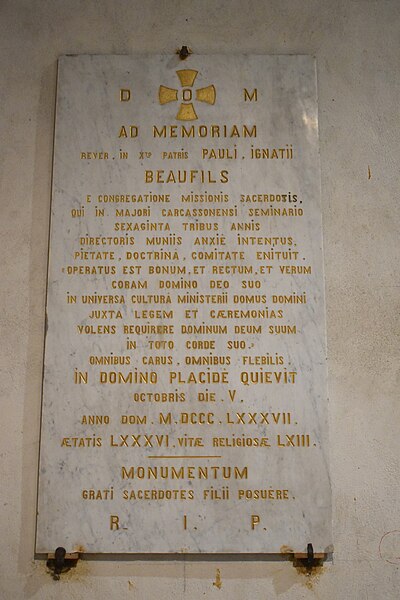 D O M
AD MEMORIAM
REVER. IN XTO PATRIS PAULI. IGNATII
BEAUFILS
E CONGREGATIONE MISSIONIS SACERDOTIS,
QUI IN MAJORI CARCASSONENSI SEMINARIO
SEXAGINTA TRIBUS ANNIS
DIRECTORIS MUNIIS ANXIE INTENTUS,
PIETATE, DOCTRINA, COMITATE ENITUIT.
"OPERATUS EST BONUM, ET RECTUM, ET VERUM
CORAM DOMINO DEO SUO
IN UNIVERSA CULTURA MINISTERII DOMUS DOMINI
JUXTA LEGEM ET CÆREMONIAS
VOLENS REQUIRERE DOMINUM DEUM SUUM
IN TOTO CORDE SUO."
OMNIBUS CARUS, OMNIBUS FLEBILIS.
IN DOMINO PLACIDE QUIEVIT
OCTOBRIS DIE. V.
ANNO DOM. M.DCCC.LXXXVII,
ÆTATIS LXXXVI, VITÆ RELIGIOSÆ LXIII.
MONUMENTUM
GRATI SACERDOTES FILII POSUERE.
R. I. P.